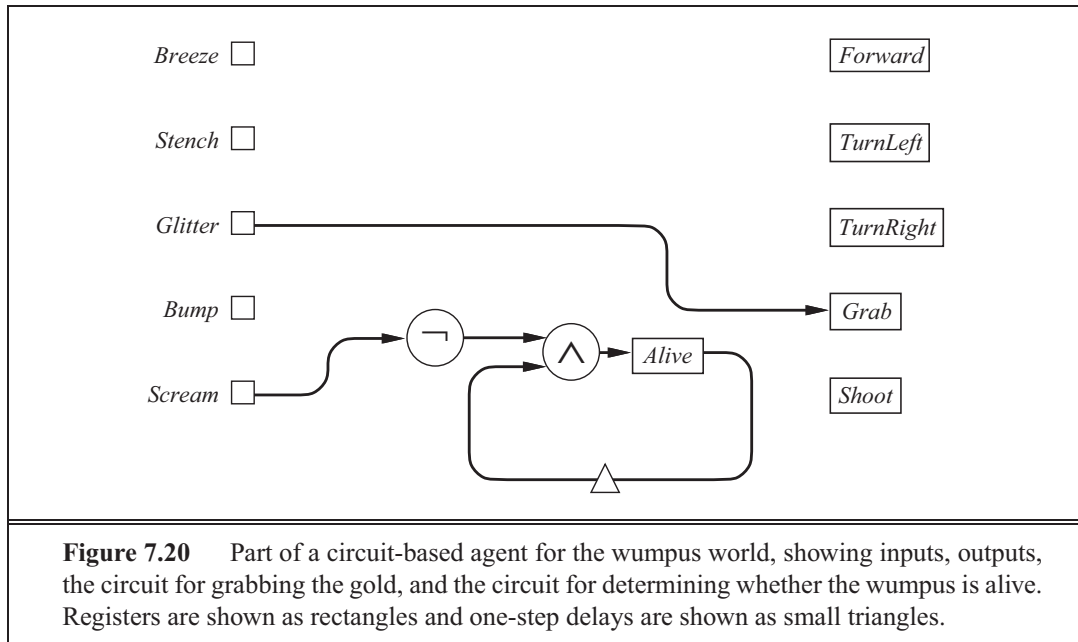 Breeze
Forward
Stench
TurnLeft
Glitter
TurnRight
Bump
Grab
¬
∧
Alive
Scream
Shoot
Figure 7.20 Part of a circuit-based agent for the wumpus world, showing inputs, outputs,
the circuit for grabbing the gold, and the circuit for determining whether the wumpus is alive.
Registers are shown as rectangles and one-step delays are shown as small triangles.